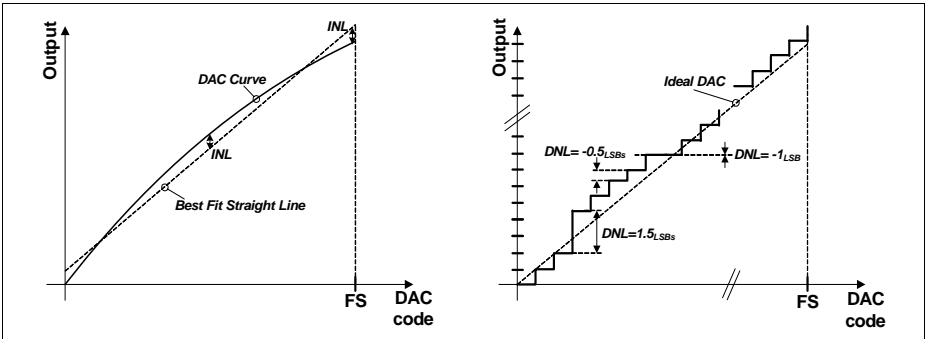 Output
INL
DAC Curve
INL
Best Fit Straight Line
FS
DAC
code
Output
Ideal DAC
DNL= -0.5LSBs
DNL= -1LSB
DNL=1.5LSBs
FS
DAC
code